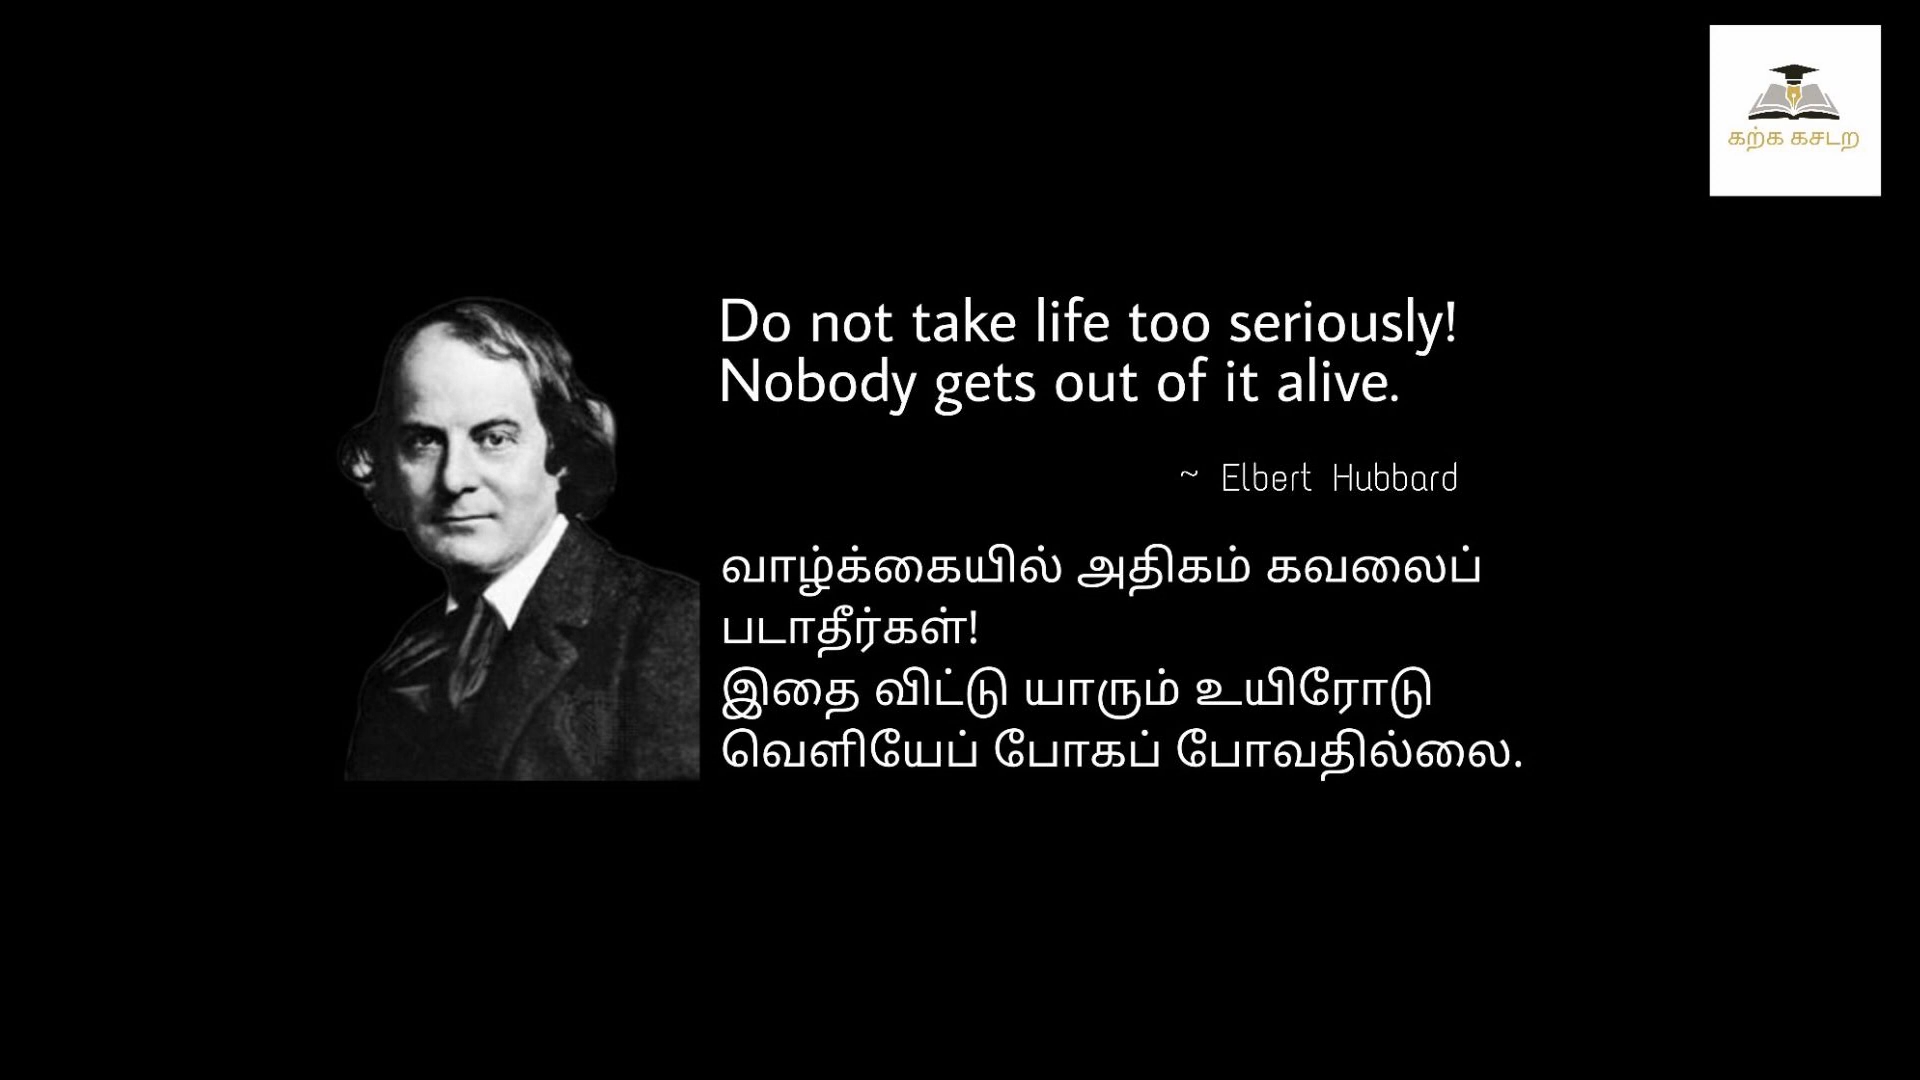 கற்க கசடற
Do not take life too seriously!
Nobody gets out of it alive.
~ Elbert Hubbard
வாழ்க்கையில் அதிகம் கவலைப்
படாதீர்கள்!
இதை விட்டு யாரும் உயிரோடு
வெளியேப் போகப் போவதில்லை.